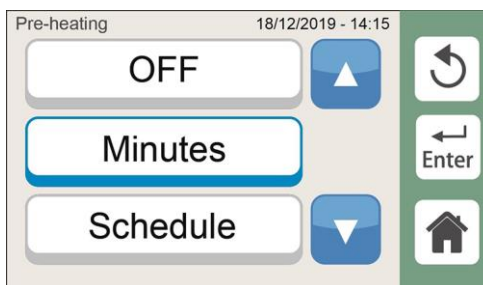 Pre-heating 18/12/2019 - 14:15
OFF
Minutes
Enter
Schedule